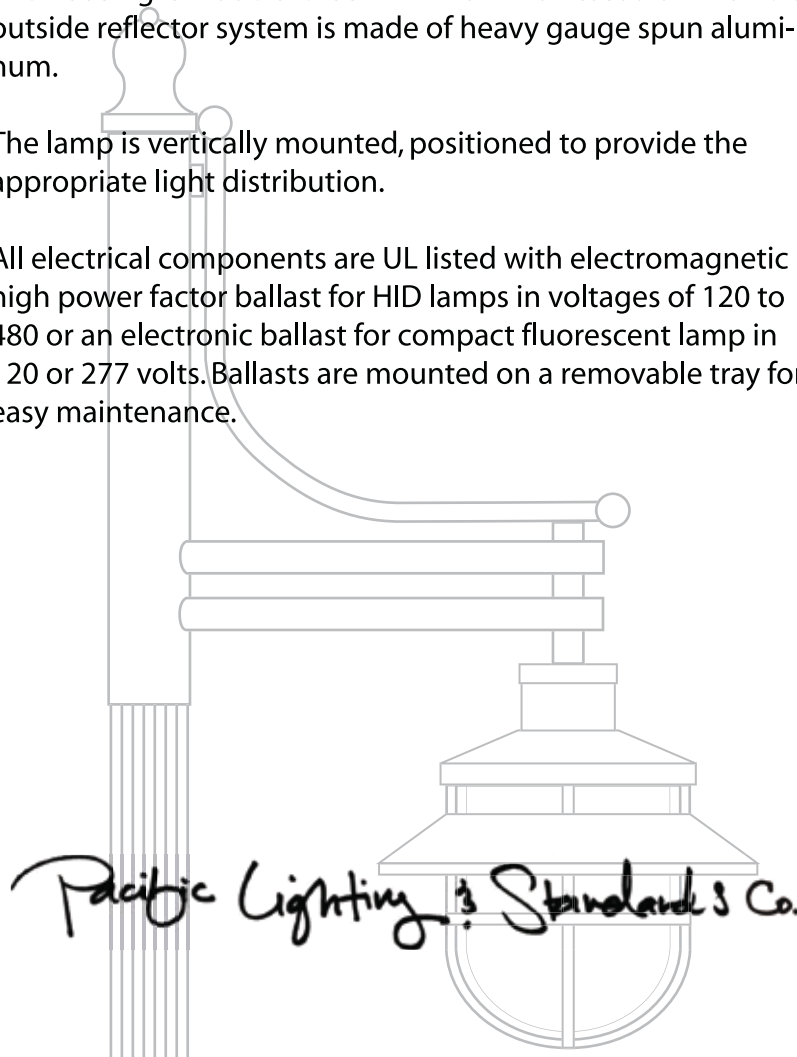 outside reflector system is made of heavy gauge spun alumi-
num.
The lamp is vertically mounted, positioned to provide the
appropriate light distribution.
All electrical components are UL listed with electromagnetic
high power factor ballast for HID lamps in voltages of 120 to
480 or an electronic ballast for compact fluorescent lamp in
120 or 277 volts. Ballasts are mounted on a removable tray for
easy maintenance.
Pacific Lighting & Standards Co.